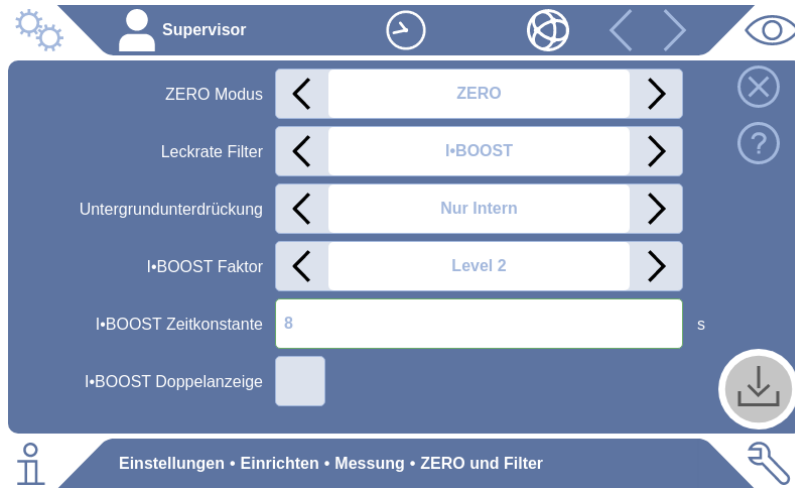 Supervisor
ZERO Modus
ZERO
Leckrate Filter
I•BOOST
Untergrundunterdrückung
Nur Intern
I•BOOST Faktor
Level 2
I•BOOST Zeitkonstante
8
s
I•BOOST Doppelanzeige
Einstellungen • Einrichten • Messung • ZERO und Filter